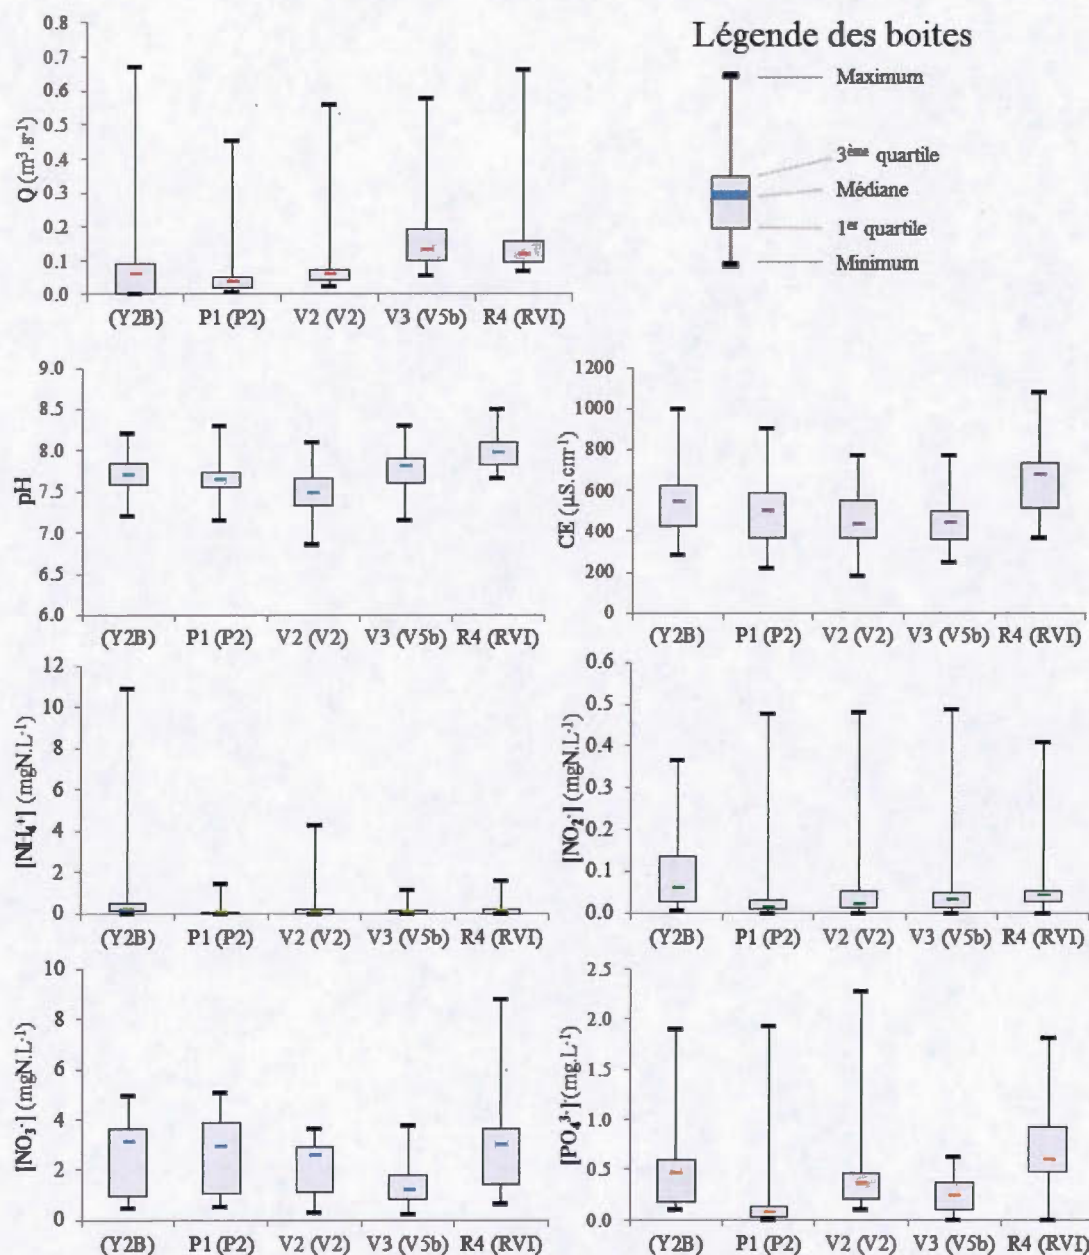 Légende des boites
Maximum
3ème quartile
Médiane
1er quartile
Minimum
Q (m³.s⁻¹)
0.8
0.7
0.6
0.5
0.4
0.3
0.2
0.1
0.0
(Y2B) P1 (P2) V2 (V2) V3 (V5b) R4 (RVI)
pH
9.0
8.5
8.0
7.5
7.0
6.5
6.0
(Y2B) P1 (P2) V2 (V2) V3 (V5b) R4 (RVI)
CE (µS.cm⁻¹)
1200
1000
800
600
400
200
0
(Y2B) P1 (P2) V2 (V2) V3 (V5b) R4 (RVI)
[NH₄⁺] (mgN.L⁻¹)
12
10
8
6
4
2
0
(Y2B) P1 (P2) V2 (V2) V3 (V5b) R4 (RVI)
[NO₂⁻] (mgN.L⁻¹)
0.6
0.5
0.4
0.3
0.2
0.1
0.0
(Y2B) P1 (P2) V2 (V2) V3 (V5b) R4 (RVI)
[NO₃⁻] (mgN.L⁻¹)
10
8
6
4
2
0
(Y2B) P1 (P2) V2 (V2) V3 (V5b) R4 (RVI)
[PO₄³⁻] (mg.L⁻¹)
2.5
2.0
1.5
1.0
0.5
0.0
(Y2B) P1 (P2) V2 (V2) V3 (V5b) R4 (RVI)